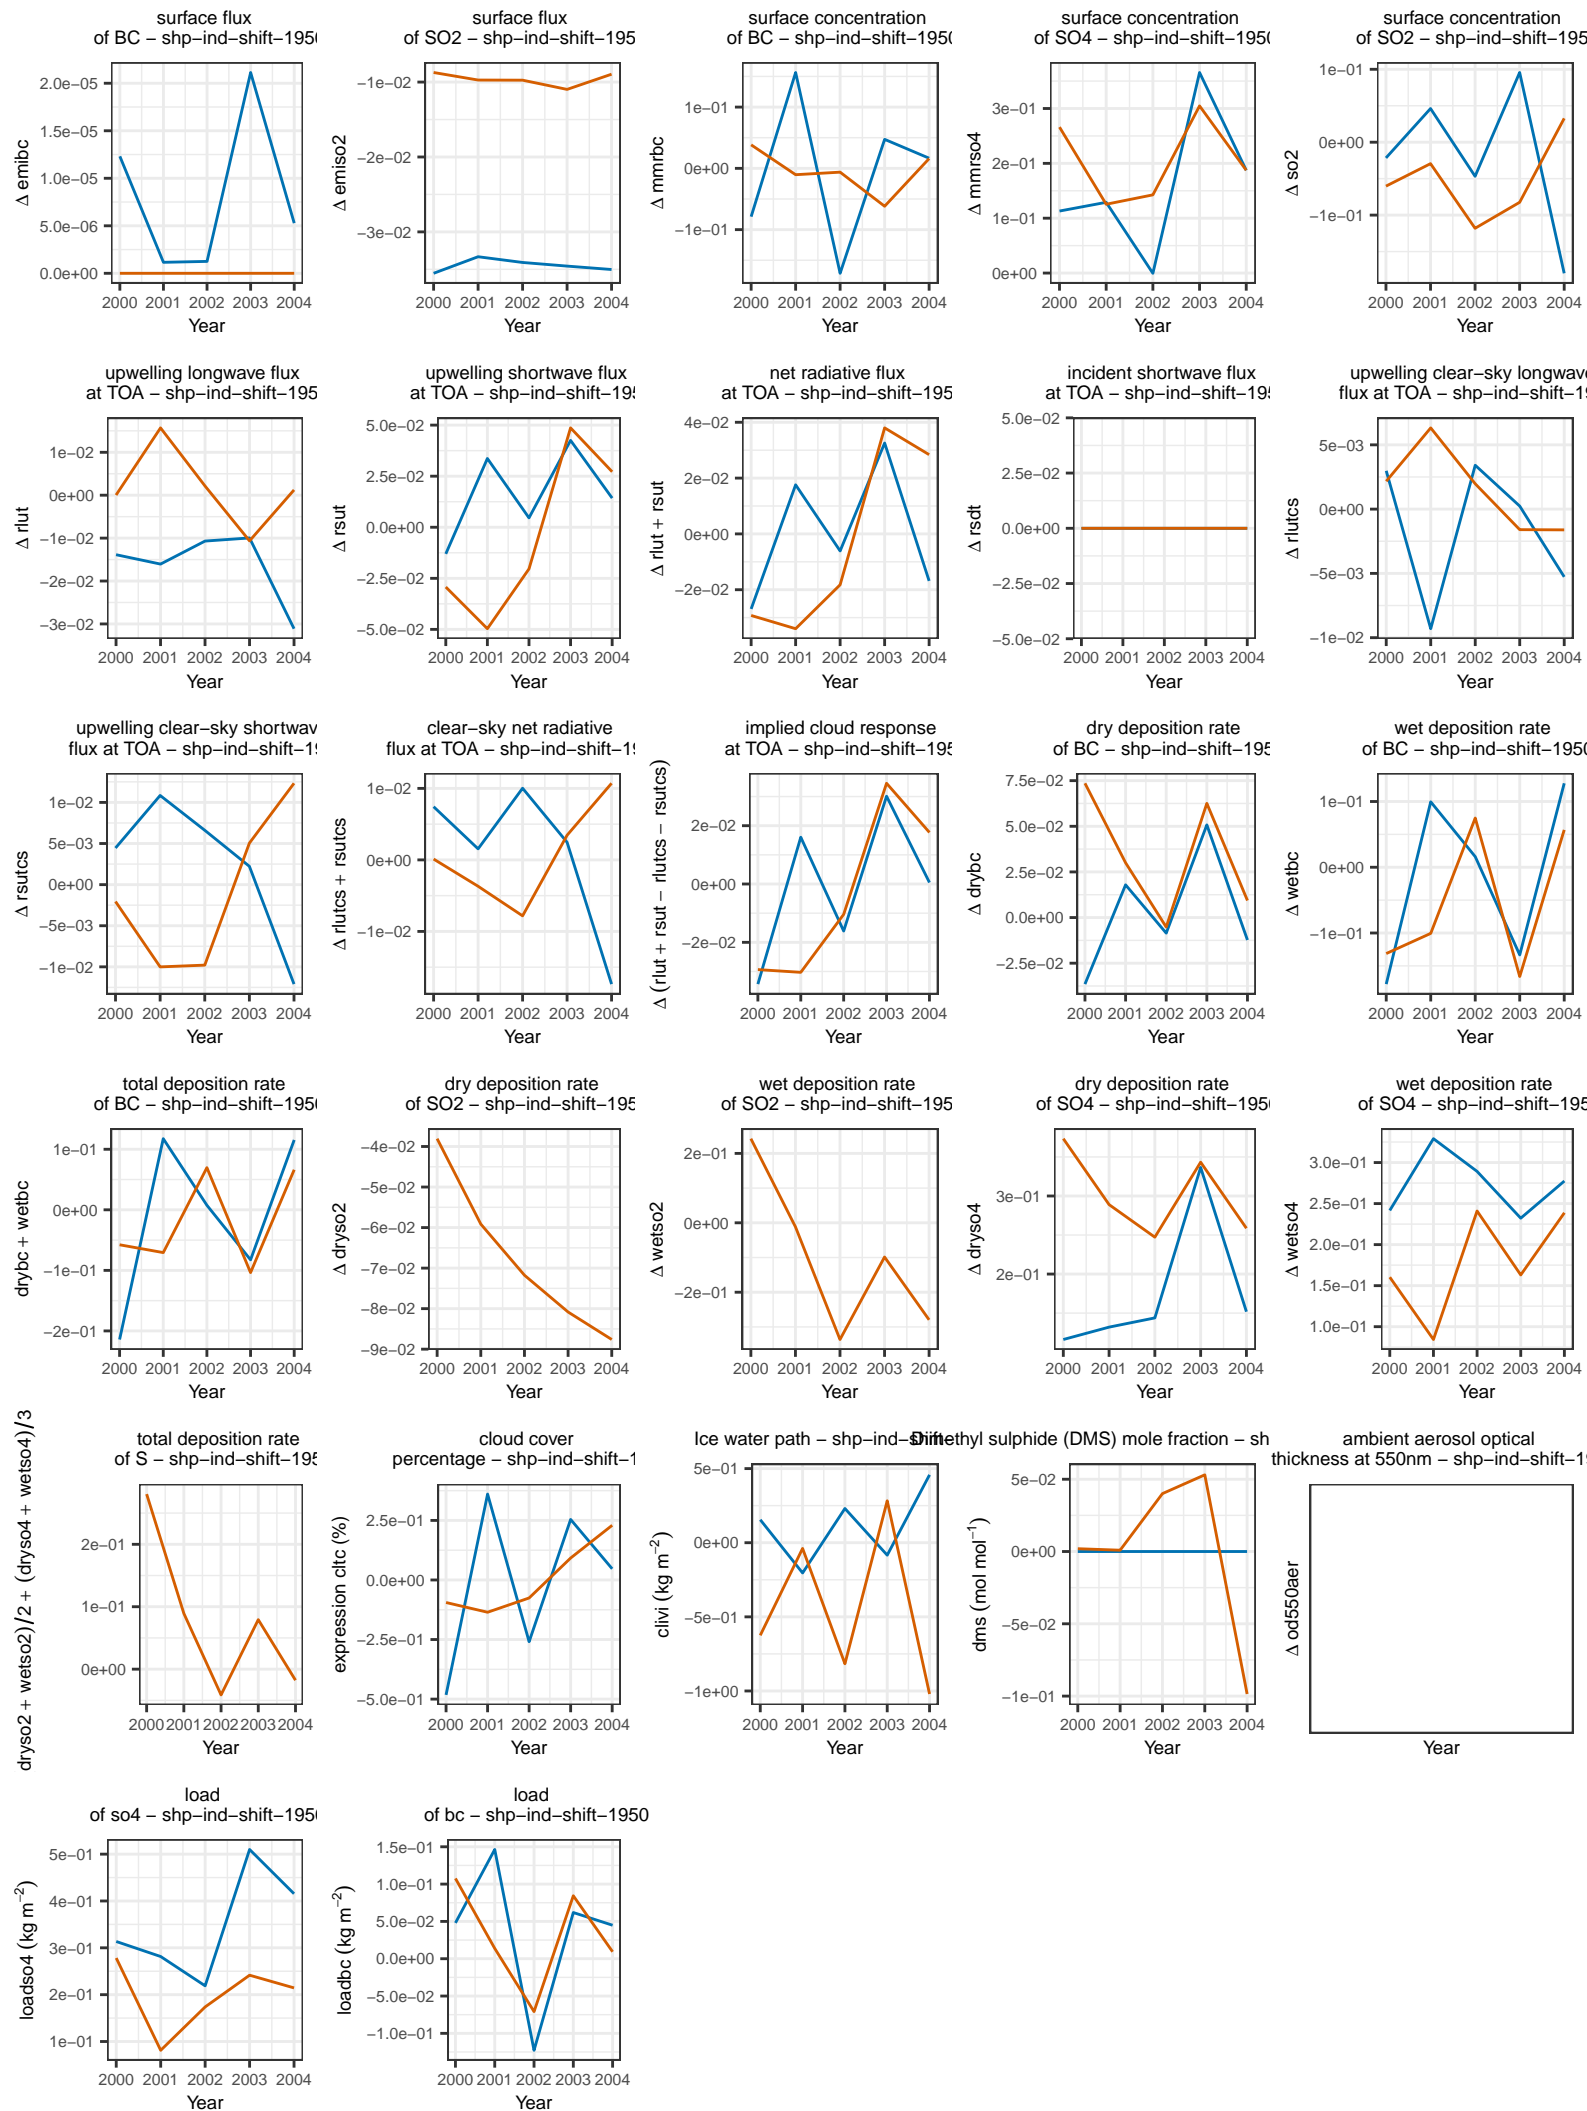 surface flux
of BC − shp−ind−shift−1950
Δ emibc
2.0e−05
1.5e−05
1.0e−05
5.0e−06
0.0e+00
2000 2001 2002 2003 2004
Year
surface flux
of SO2 − shp−ind−shift−195
Δ emiso2
−1e−02
−2e−02
−3e−02
2000 2001 2002 2003 2004
Year
surface concentration
of BC − shp−ind−shift−1950
Δ mmrbc
1e−01
0e+00
−1e−01
2000 2001 2002 2003 2004
Year
surface concentration
of SO4 − shp−ind−shift−1950
Δ mmrso4
3e−01
2e−01
1e−01
0e+00
2000 2001 2002 2003 2004
Year
surface concentration
of SO2 − shp−ind−shift−195
Δ so2
1e−01
0e+00
−1e−01
2000 2001 2002 2003 2004
Year
upwelling longwave flux
at TOA − shp−ind−shift−195
Δ rlut
1e−02
0e+00
−1e−02
−2e−02
−3e−02
2000 2001 2002 2003 2004
Year
upwelling shortwave flux
at TOA − shp−ind−shift−195
Δ rsut
5.0e−02
2.5e−02
0.0e+00
−2.5e−02
−5.0e−02
2000 2001 2002 2003 2004
Year
net radiative flux
at TOA − shp−ind−shift−195
Δ rlut + rsut
4e−02
2e−02
0e+00
−2e−02
2000 2001 2002 2003 2004
Year
incident shortwave flux
at TOA − shp−ind−shift−195
Δ rsdt
5.0e−02
2.5e−02
0.0e+00
−2.5e−02
−5.0e−02
2000 2001 2002 2003 2004
Year
upwelling clear−sky longwave
flux at TOA − shp−ind−shift−19
Δ rlutcs
5e−03
0e+00
−5e−03
−1e−02
2000 2001 2002 2003 2004
Year
upwelling clear−sky shortwav
flux at TOA − shp−ind−shift−19
Δ rsutcs
1e−02
5e−03
0e+00
−5e−03
−1e−02
2000 2001 2002 2003 2004
Year
clear−sky net radiative
flux at TOA − shp−ind−shift−19
Δ rlutcs + rsutcs
1e−02
0e+00
−1e−02
2000 2001 2002 2003 2004
Year
implied cloud response
at TOA − shp−ind−shift−195
Δ (rlut + rsut − rlutcs − rsutcs)
2e−02
0e+00
−2e−02
2000 2001 2002 2003 2004
Year
dry deposition rate
of BC − shp−ind−shift−195
Δ drybc
7.5e−02
5.0e−02
2.5e−02
0.0e+00
−2.5e−02
2000 2001 2002 2003 2004
Year
wet deposition rate
of BC − shp−ind−shift−1950
Δ wetbc
1e−01
0e+00
−1e−01
2000 2001 2002 2003 2004
Year
total deposition rate
of BC − shp−ind−shift−1950
drybc + wetbc
1e−01
0e+00
−1e−01
−2e−01
2000 2001 2002 2003 2004
Year
dry deposition rate
of SO2 − shp−ind−shift−195
Δ dryso2
−4e−02
−5e−02
−6e−02
−7e−02
−8e−02
−9e−02
2000 2001 2002 2003 2004
Year
wet deposition rate
of SO2 − shp−ind−shift−195
Δ wetso2
2e−01
0e+00
−2e−01
2000 2001 2002 2003 2004
Year
dry deposition rate
of SO4 − shp−ind−shift−1950
Δ dryso4
3e−01
2e−01
2000 2001 2002 2003 2004
Year
wet deposition rate
of SO4 − shp−ind−shift−195
Δ wetso4
3.0e−01
2.5e−01
2.0e−01
1.5e−01
1.0e−01
2000 2001 2002 2003 2004
Year
total deposition rate
of S − shp−ind−shift−195
dryso2 + wetso2)/2 + (dryso4 + wetso4)/3
2e−01
1e−01
0e+00
2000 2001 2002 2003 2004
Year
cloud cover
percentage − shp−ind−shift−1
expression cltc (%)
2.5e−01
0.0e+00
−2.5e−01
−5.0e−01
2000 2001 2002 2003 2004
Year
Ice water path − shp−ind−shift−
clivi (kg m−2)
5e−01
0e+00
−5e−01
−1e+00
2000 2001 2002 2003 2004
Year
Dimethyl sulphide (DMS) mole fraction − sh
dms (mol mol−1)
5e−02
0e+00
−5e−02
−1e−01
2000 2001 2002 2003 2004
Year
ambient aerosol optical
thickness at 550nm − shp−ind−shift−19
Δ od550aer
Year
load
of so4 − shp−ind−shift−1950
loadso4 (kg m−2)
5e−01
4e−01
3e−01
2e−01
1e−01
2000 2001 2002 2003 2004
Year
load
of bc − shp−ind−shift−1950
loadbc (kg m−2)
1.5e−01
1.0e−01
5.0e−02
0.0e+00
−5.0e−02
−1.0e−01
2000 2001 2002 2003 2004
Year